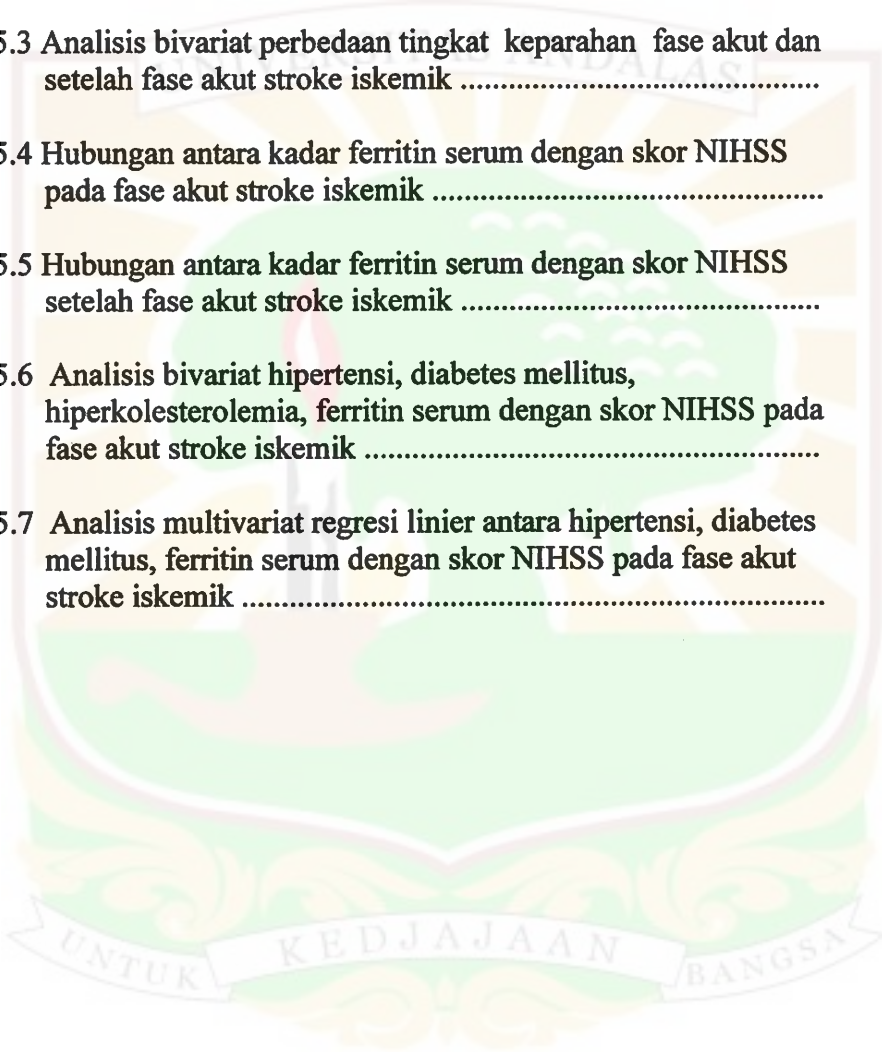 UNIVERSITAS ANDALAS
5.3 Analisis bivariat perbedaan tingkat keparahan fase akut dan
setelah fase akut stroke iskemik ............................................
5.4 Hubungan antara kadar ferritin serum dengan skor NIHSS
pada fase akut stroke iskemik ................................................
5.5 Hubungan antara kadar ferritin serum dengan skor NIHSS
setelah fase akut stroke iskemik ............................................
5.6 Analisis bivariat hipertensi, diabetes mellitus,
hiperkolesterolemia, ferritin serum dengan skor NIHSS pada
fase akut stroke iskemik ........................................................
5.7 Analisis multivariat regresi linier antara hipertensi, diabetes
mellitus, ferritin serum dengan skor NIHSS pada fase akut
stroke iskemik .......................................................................
UNTUK KEDJAJAAN BANGSA